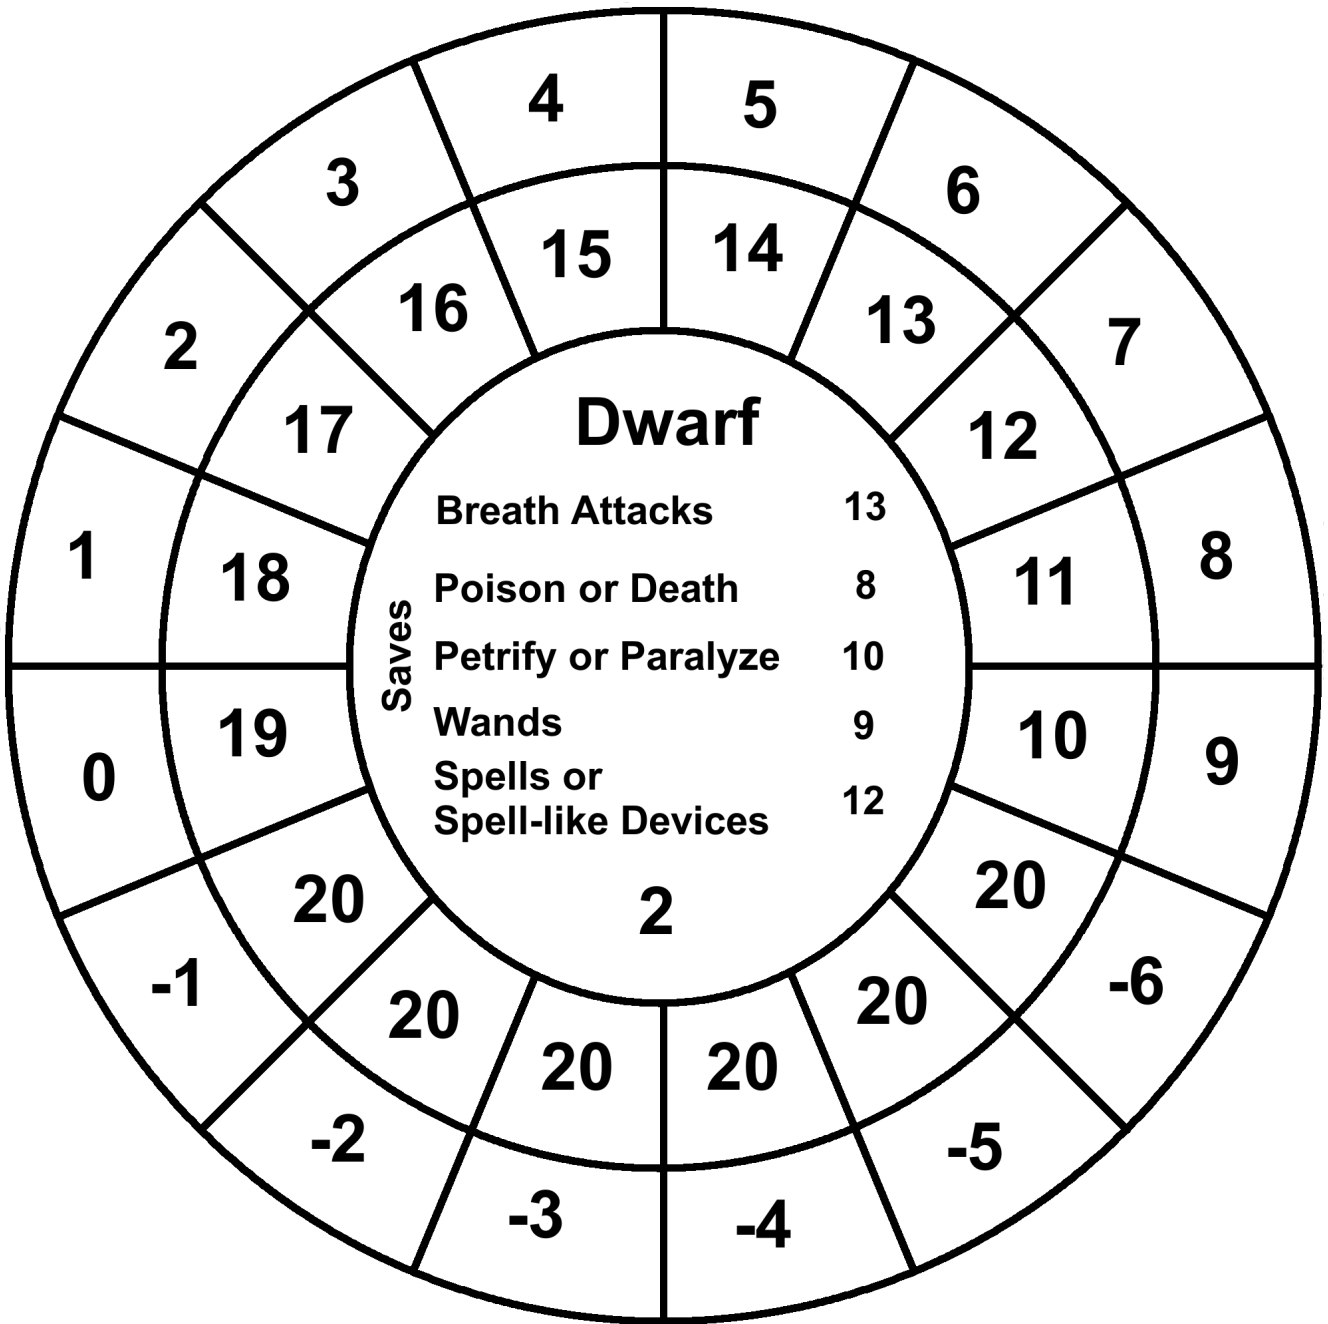 4 5
3 6
15 14
2 16 13 7
17 12
Dwarf
Breath Attacks 13
1 18 11 8
Poison or Death 8
Saves
Petrify or Paralyze 10
Wands 9
0 19 10 9
Spells or
Spell-like Devices 12
20 2 20
-1 20 20 -6
20 20
-2 -5
-3 -4